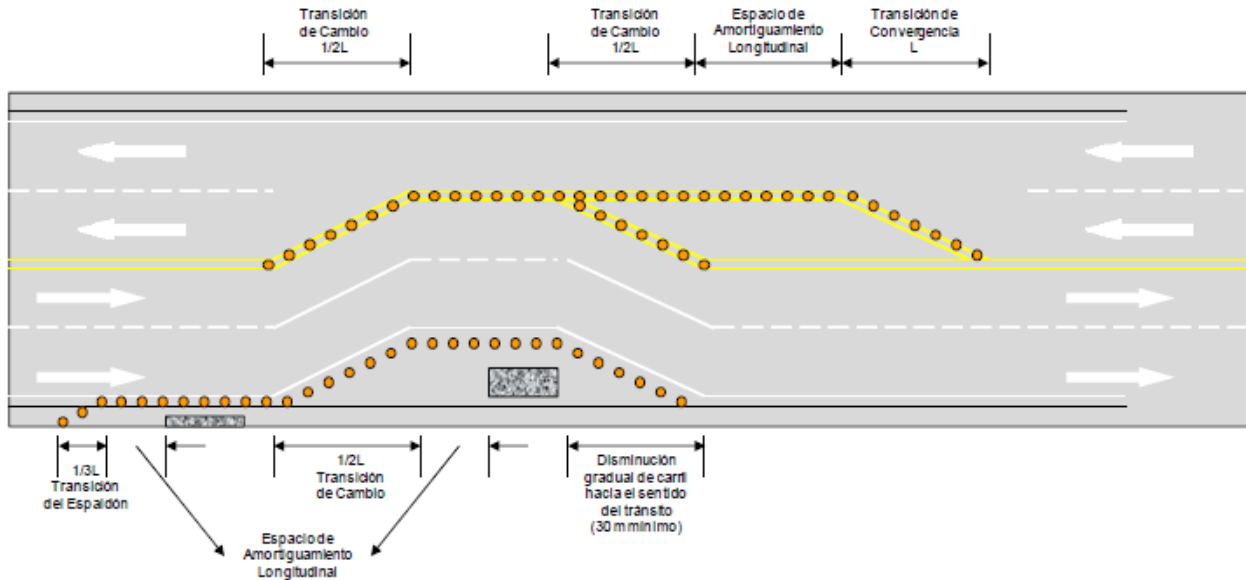 Transición
de Cambio
1/2L
Transición
de Cambio
1/2L
Espacio de
Amortiguamiento
Longitudinal
Transición de
Convergencia
L
1/3L
Transición
del Espaldón
1/2L
Transición
de Cambio
Disminución
gradual de carril
hacia el sentido
del tránsito
(30 m mínimo)
Espacio de
Amortiguamiento
Longitudinal